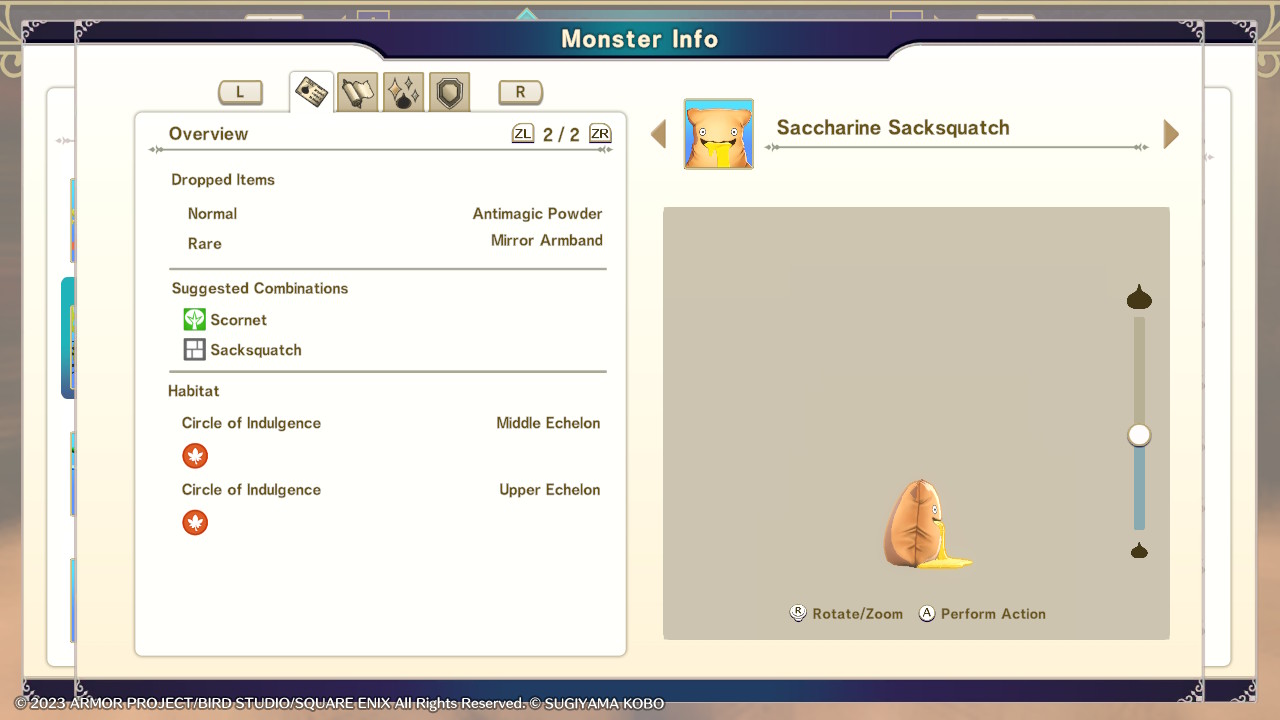 Monster Info
L
R
Overview
ZL 2 / 2 ZR
Dropped Items
Normal Antimagic Powder
Rare Mirror Armband
Suggested Combinations
Scornet
Sacksquatch
Habitat
Circle of Indulgence Middle Echelon
Circle of Indulgence Upper Echelon
Saccharine Sacksquatch
R Rotate/Zoom A Perform Action
© 2023 ARMOR PROJECT/BIRD STUDIO/SQUARE ENIX All Rights Reserved. © SUGIYAMA KOBO